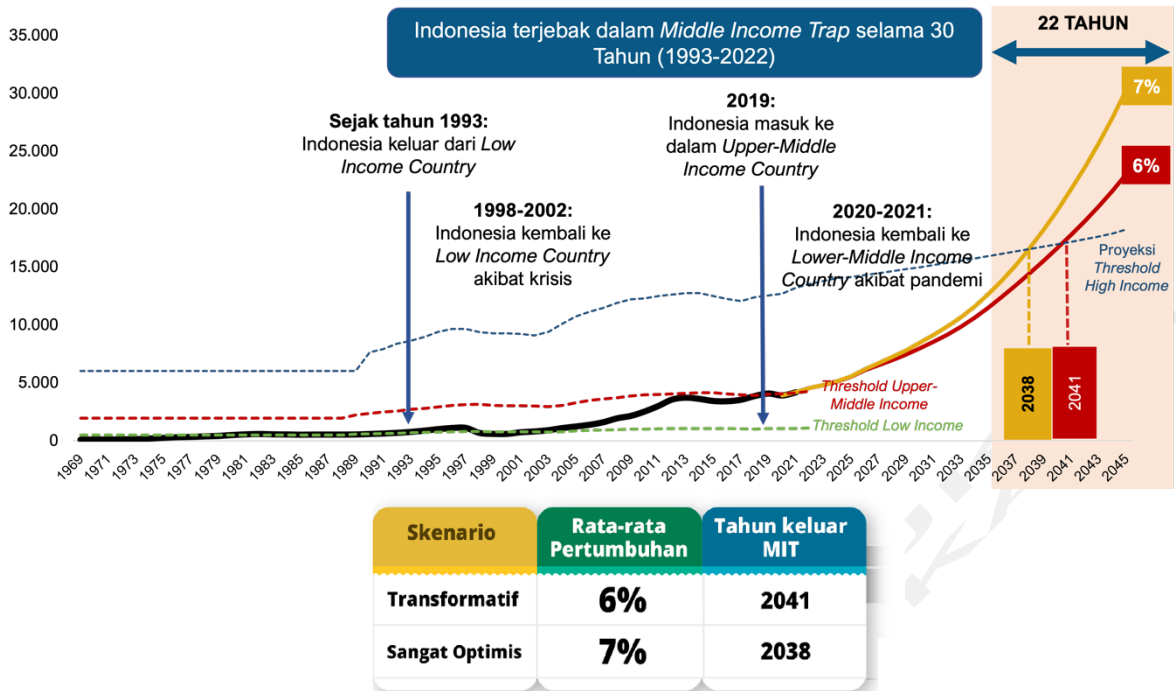 Indonesia terjebak dalam Middle Income Trap selama 30
Tahun (1993-2022)
22 TAHUN
35.000
30.000
25.000
20.000
15.000
10.000
5.000
0
Sejak tahun 1993:
Indonesia keluar dari Low
Income Country
1998-2002:
Indonesia kembali ke
Low Income Country
akibat krisis
2019:
Indonesia masuk ke
dalam Upper-Middle
Income Country
2020-2021:
Indonesia kembali ke
Lower-Middle Income
Country akibat pandemi
7%
6%
Proyeksi
Threshold
High Income
Threshold Upper-
Middle Income
Threshold Low Income
2038
2041
1969
1971
1973
1975
1977
1979
1981
1983
1985
1987
1989
1991
1993
1995
1997
1999
2001
2003
2005
2007
2009
2011
2013
2015
2017
2019
2021
2023
2025
2027
2029
2031
2033
2035
2037
2039
2041
2043
2045
Skenario
Rata-rata
Pertumbuhan
Tahun keluar
MIT
Transformatif
6%
2041
Sangat Optimis
7%
2038